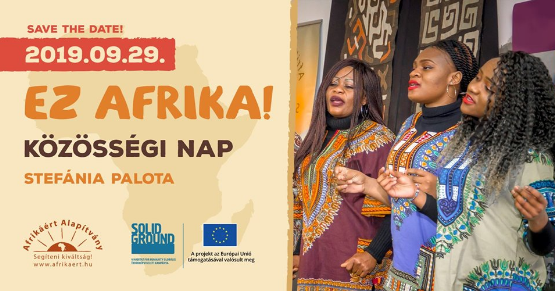 SAVE THE DATE!
2019.09.29.
EZ AFRIKA!
KÖZÖSSÉGI NAP
STEFÁNIA PALOTA
Afrikáért Alapítvány
Segíteni kiváltság!
www.afrikaert.hu
SOLID
GROUND
A projekt az Európai Unió
támogatásával valósult meg